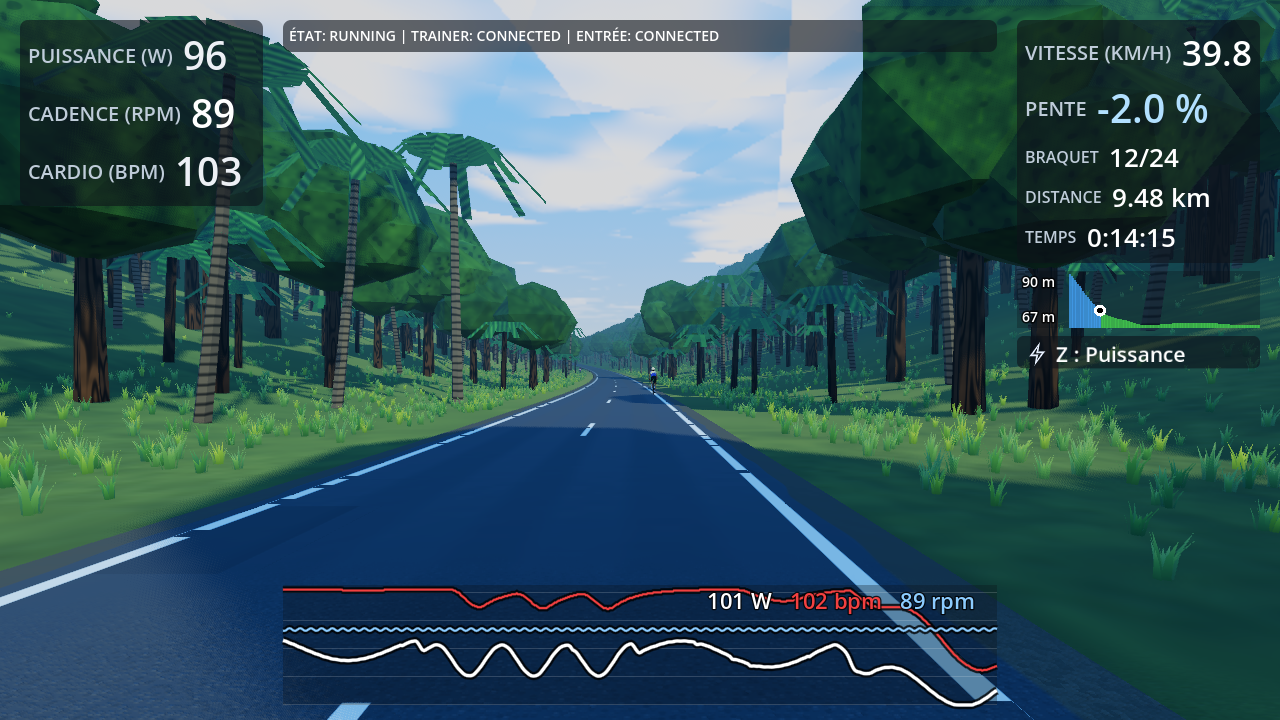 PUISSANCE (W) 96
CADENCE (RPM) 89
CARDIO (BPM) 103
ÉTAT: RUNNING | TRAINER: CONNECTED | ENTRÉE: CONNECTED
VITESSE (KM/H) 39.8
PENTE -2.0 %
BRAQUET 12/24
DISTANCE 9.48 km
TEMPS 0:14:15
90 m
67 m
Z : Puissance
101 W 102 bpm 89 rpm